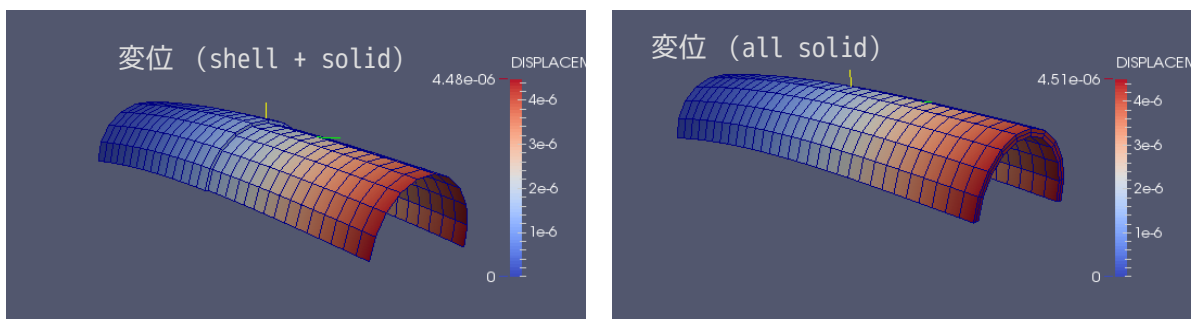 変位 (shell + solid)
DISPLACEM
4.48e-06
4e-6
3e-6
2e-6
1e-6
0
変位 (all solid)
DISPLACEM
4.51e-06
4e-6
3e-6
2e-6
1e-6
0